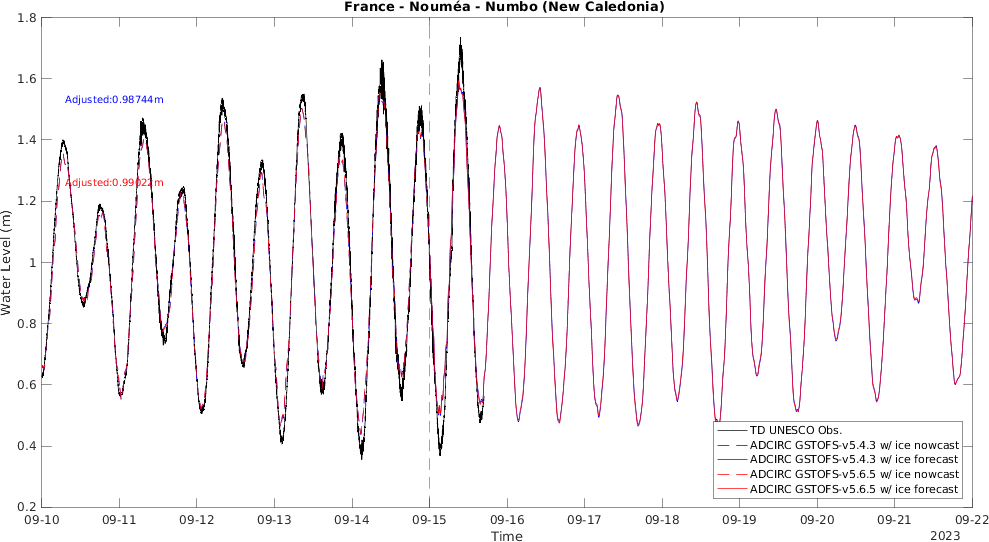 France - Nouméa - Numbo (New Caledonia)
1.8
1.6
1.4
1.2
1
0.8
0.6
0.4
0.2
Water Level (m)
Adjusted:0.98744m
Adjusted:0.99022m
TD UNESCO Obs.
ADCIRC GSTOFS-v5.4.3 w/ ice nowcast
ADCIRC GSTOFS-v5.4.3 w/ ice forecast
ADCIRC GSTOFS-v5.6.5 w/ ice nowcast
ADCIRC GSTOFS-v5.6.5 w/ ice forecast
09-10 09-11 09-12 09-13 09-14 09-15 09-16 09-17 09-18 09-19 09-20 09-21 09-22
Time
2023